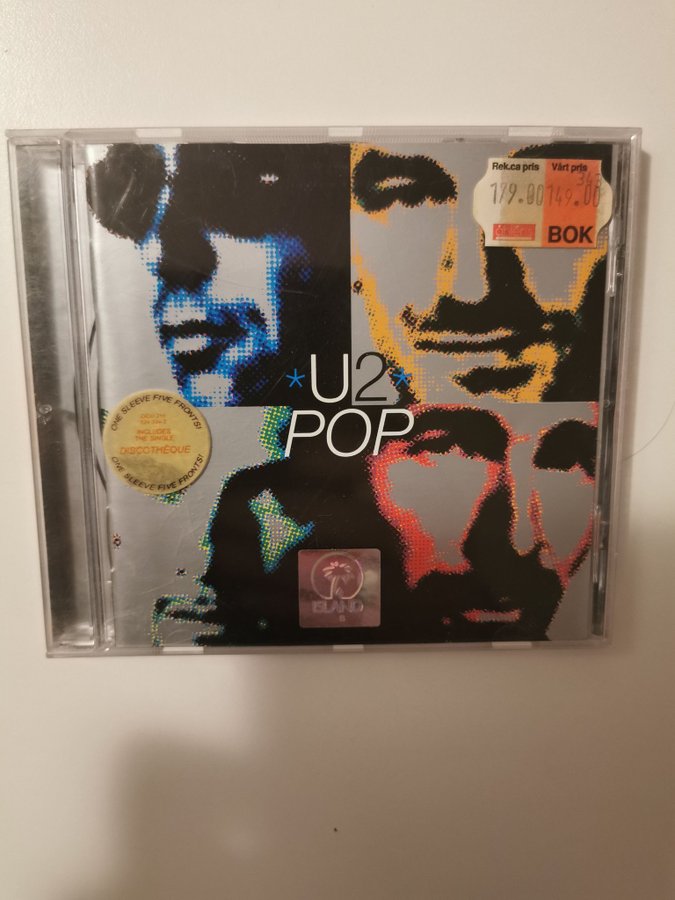 Rek.ca pris Vårt pris
179.00 149.00
BOK
*U2*
POP
ONE SLEEVE FIVE FRONTS!
INCLUDES
THE SINGLE
DISCOTHÈQUE
ONE SLEEVE FIVE FRONTS!
ISLAND